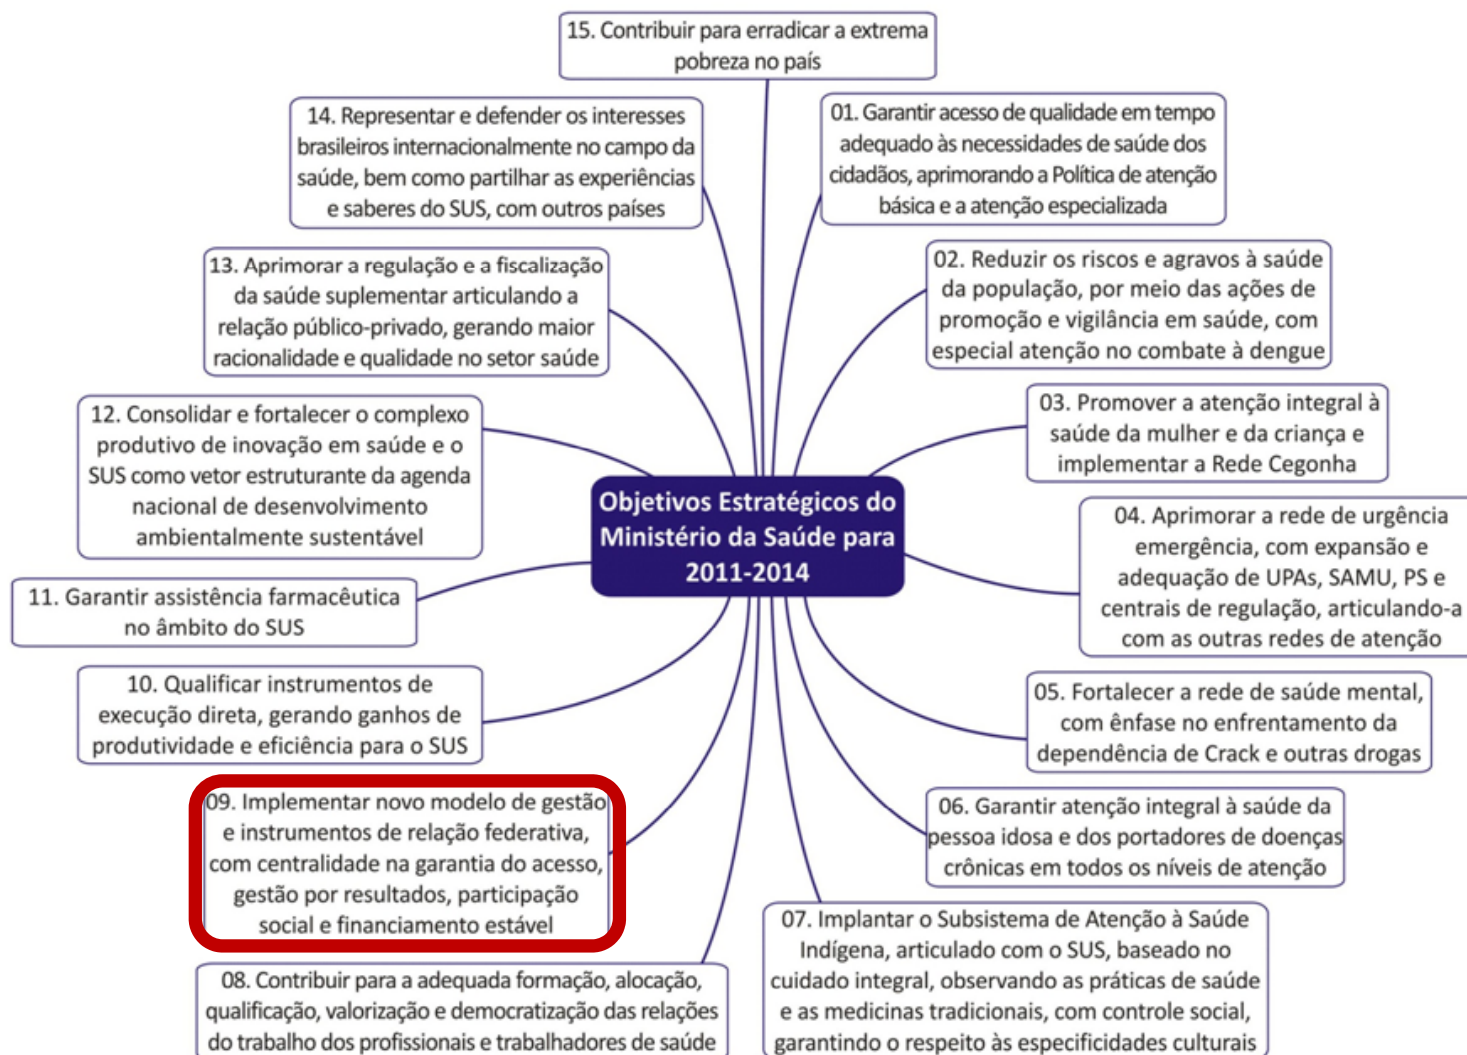 15. Contribuir para erradicar a extrema
pobreza no país
14. Representar e defender os interesses
brasileiros internacionalmente no campo da
saúde, bem como partilhar as experiências
e saberes do SUS, com outros países
01. Garantir acesso de qualidade em tempo
adequado às necessidades de saúde dos
cidadãos, aprimorando a Política de atenção
básica e a atenção especializada
13. Aprimorar a regulação e a fiscalização
da saúde suplementar articulando a
relação público-privado, gerando maior
racionalidade e qualidade no setor saúde
02. Reduzir os riscos e agravos à saúde
da população, por meio das ações de
promoção e vigilância em saúde, com
especial atenção no combate à dengue
12. Consolidar e fortalecer o complexo
produtivo de inovação em saúde e o
SUS como vetor estruturante da agenda
nacional de desenvolvimento
ambientalmente sustentável
03. Promover a atenção integral à
saúde da mulher e da criança e
implementar a Rede Cegonha
Objetivos Estratégicos do
Ministério da Saúde para
2011-2014
04. Aprimorar a rede de urgência
emergência, com expansão e
adequação de UPAs, SAMU, PS e
centrais de regulação, articulando-a
com as outras redes de atenção
11. Garantir assistência farmacêutica
no âmbito do SUS
10. Qualificar instrumentos de
execução direta, gerando ganhos de
produtividade e eficiência para o SUS
05. Fortalecer a rede de saúde mental,
com ênfase no enfrentamento da
dependência de Crack e outras drogas
09. Implementar novo modelo de gestão
e instrumentos de relação federativa,
com centralidade na garantia do acesso,
gestão por resultados, participação
social e financiamento estável
06. Garantir atenção integral à saúde da
pessoa idosa e dos portadores de doenças
crônicas em todos os níveis de atenção
08. Contribuir para a adequada formação, alocação,
qualificação, valorização e democratização das relações
do trabalho dos profissionais e trabalhadores de saúde
07. Implantar o Subsistema de Atenção à Saúde
Indígena, articulado com o SUS, baseado no
cuidado integral, observando as práticas de saúde
e as medicinas tradicionais, com controle social,
garantindo o respeito às especificidades culturais